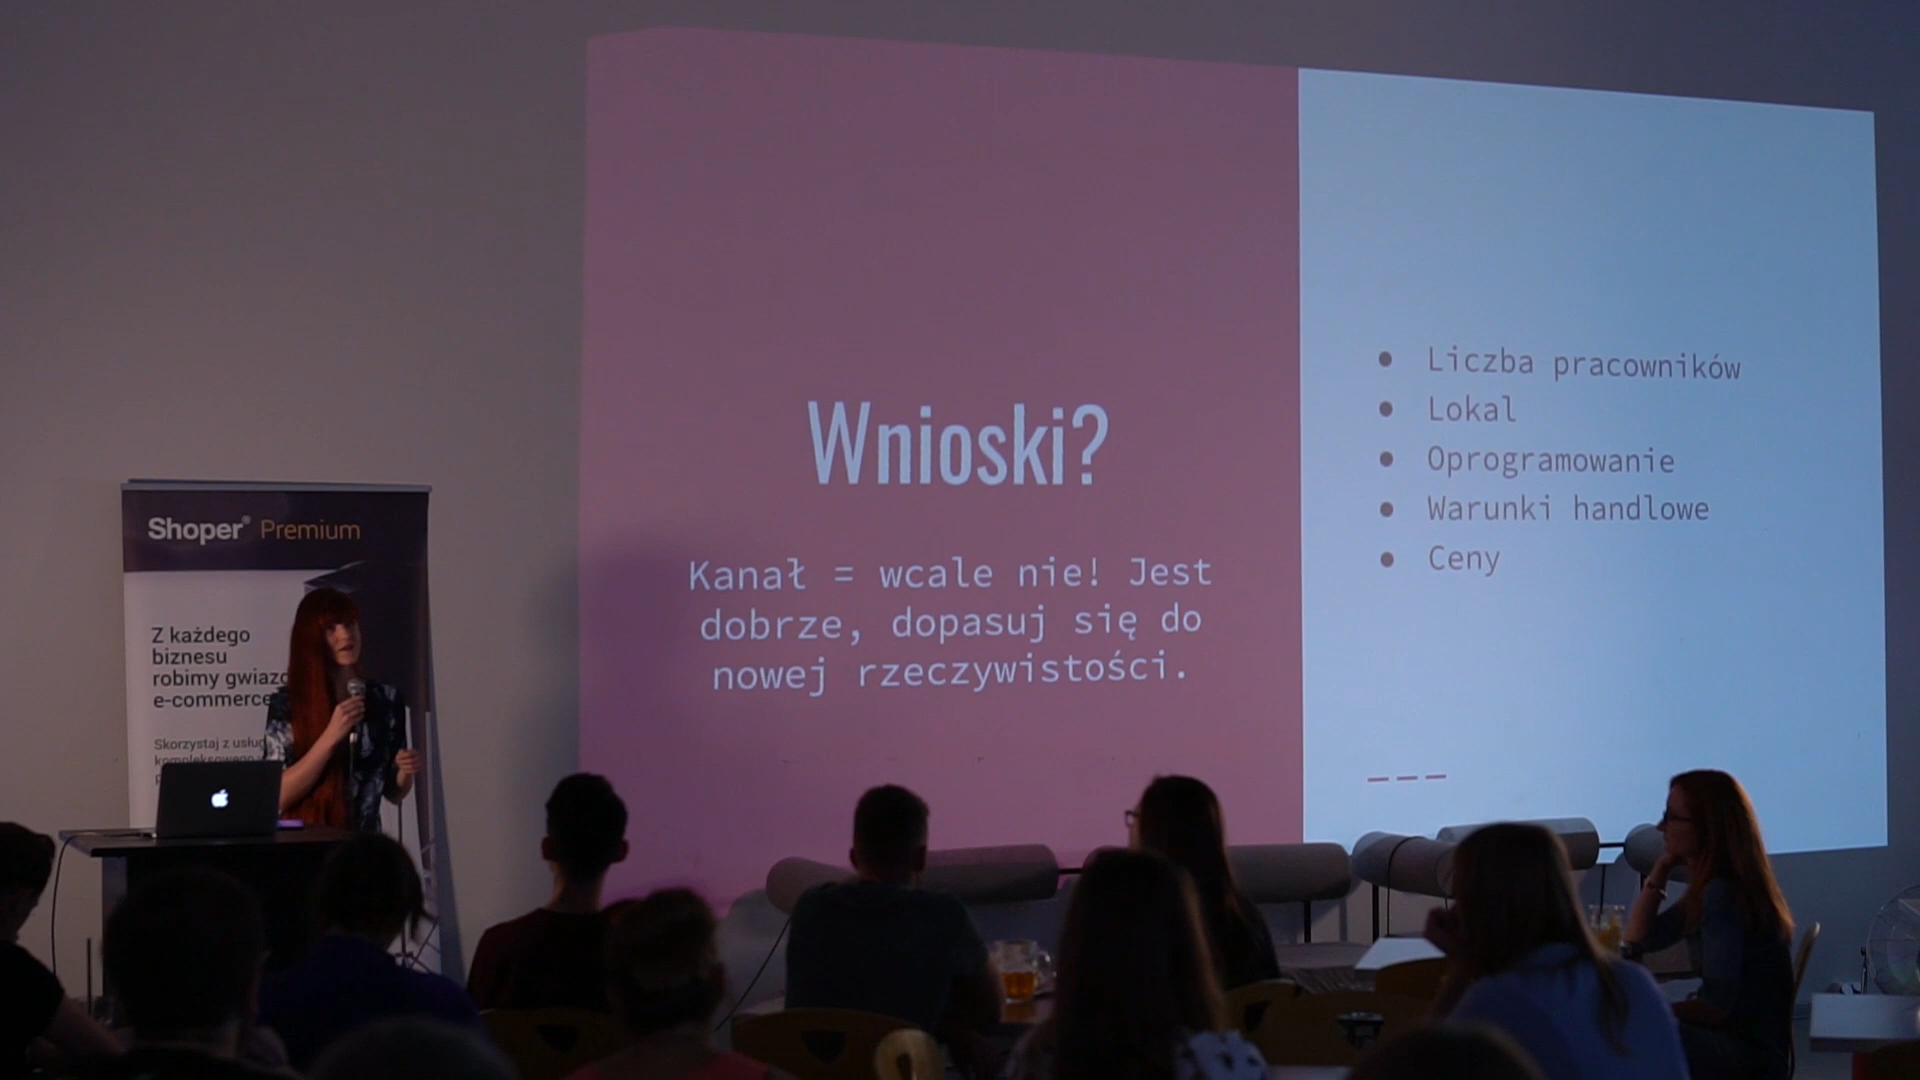 Wnioski?
Kanał = wcale nie! Jest
dobrze, dopasuj się do
nowej rzeczywistości.
● Liczba pracowników
● Lokal
● Oprogramowanie
● Warunki handlowe
● Ceny
Shoper® Premium
Z każdego
biznesu
robimy
e-commerce
Skorzystaj z